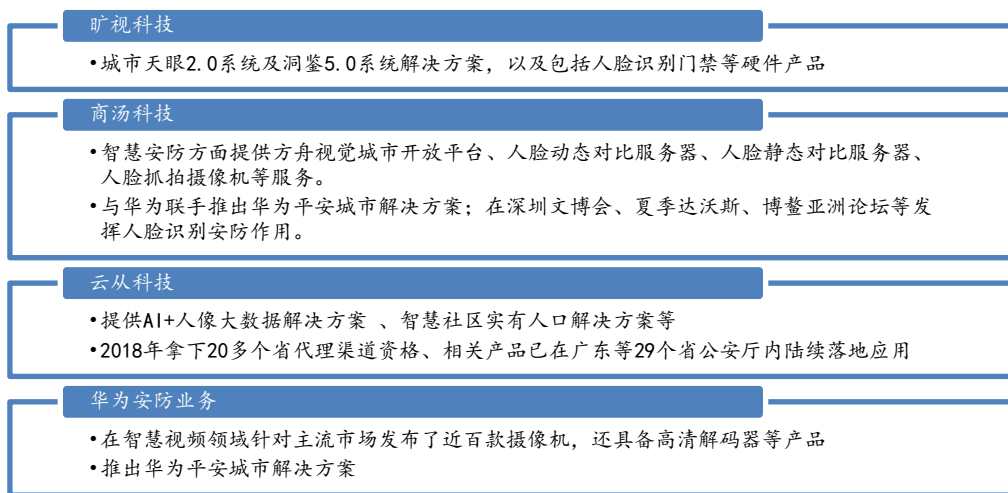 旷视科技
•城市天眼2.0系统及洞鉴5.0系统解决方案，以及包括人脸识别门禁等硬件产品
商汤科技
•智慧安防方面提供方舟视觉城市开放平台、人脸动态对比服务器、人脸静态对比服务器、
人脸抓拍摄像机等服务。
•与华为联手推出华为平安城市解决方案；在深圳文博会、夏季达沃斯、博鳌亚洲论坛等发
挥人脸识别安防作用。
云从科技
•提供AI+人像大数据解决方案 、智慧社区实有人口解决方案等
•2018年拿下20多个省代理渠道资格、相关产品已在广东等29个省公安厅内陆续落地应用
华为安防业务
•在智慧视频领域针对主流市场发布了近百款摄像机，还具备高清解码器等产品
•推出华为平安城市解决方案